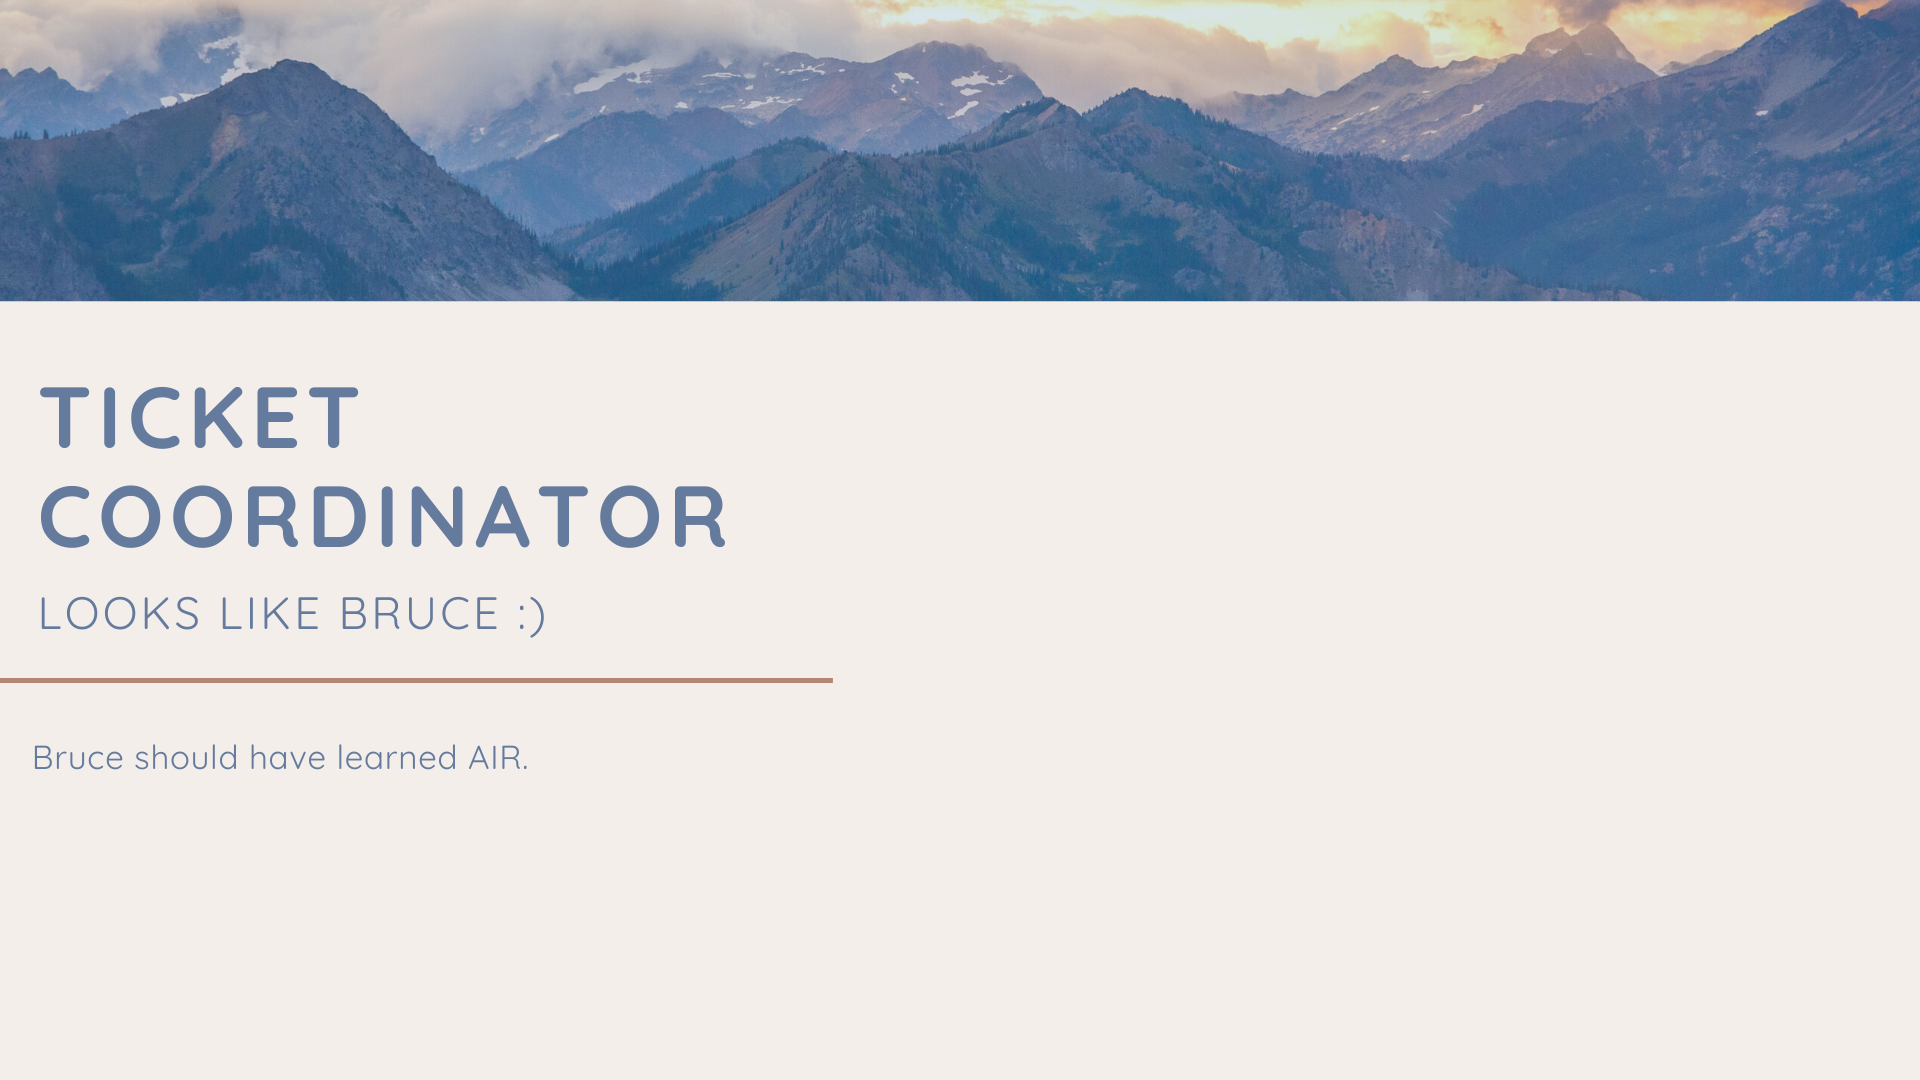 TICKET
COORDINATOR
LOOKS LIKE BRUCE :)
Bruce should have learned AIR.